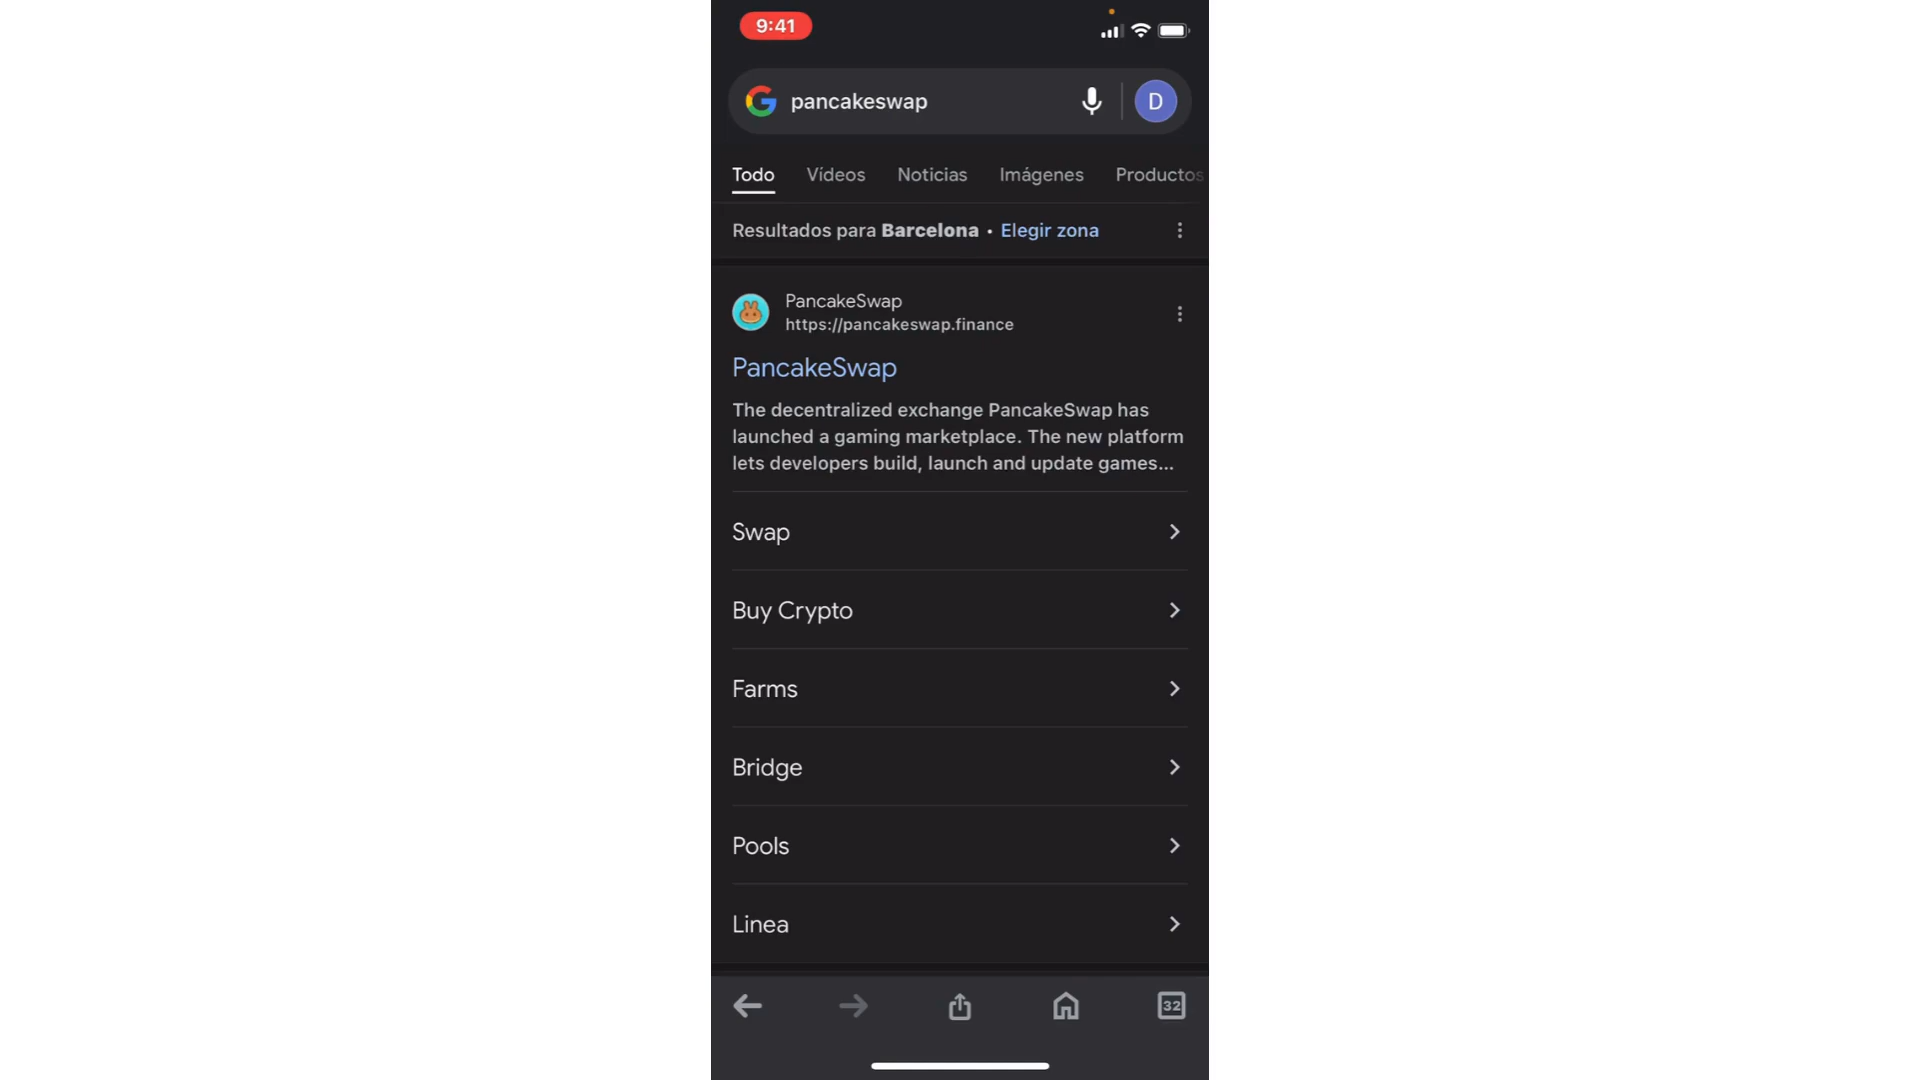 9:41
pancakeswap
D
Todo Vídeos Noticias Imágenes Productos
Resultados para Barcelona • Elegir zona
PancakeSwap
https://pancakeswap.finance
PancakeSwap
The decentralized exchange PancakeSwap has
launched a gaming marketplace. The new platform
lets developers build, launch and update games...
Swap
Buy Crypto
Farms
Bridge
Pools
Linea
32